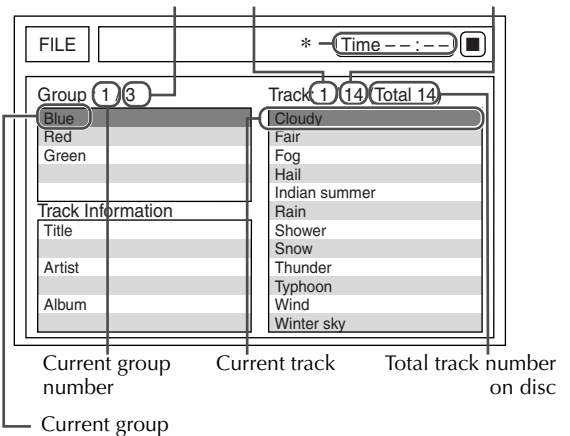 FILE
* Time – – : – –
Group 1 / 3
Track 1 / 14 Total 14
Blue
Red
Green
Track Information
Title
Artist
Album
Cloudy
Fair
Fog
Hail
Indian summer
Rain
Shower
Snow
Thunder
Typhoon
Wind
Winter sky
Current group
number
Current track
Total track number
on disc
Current group